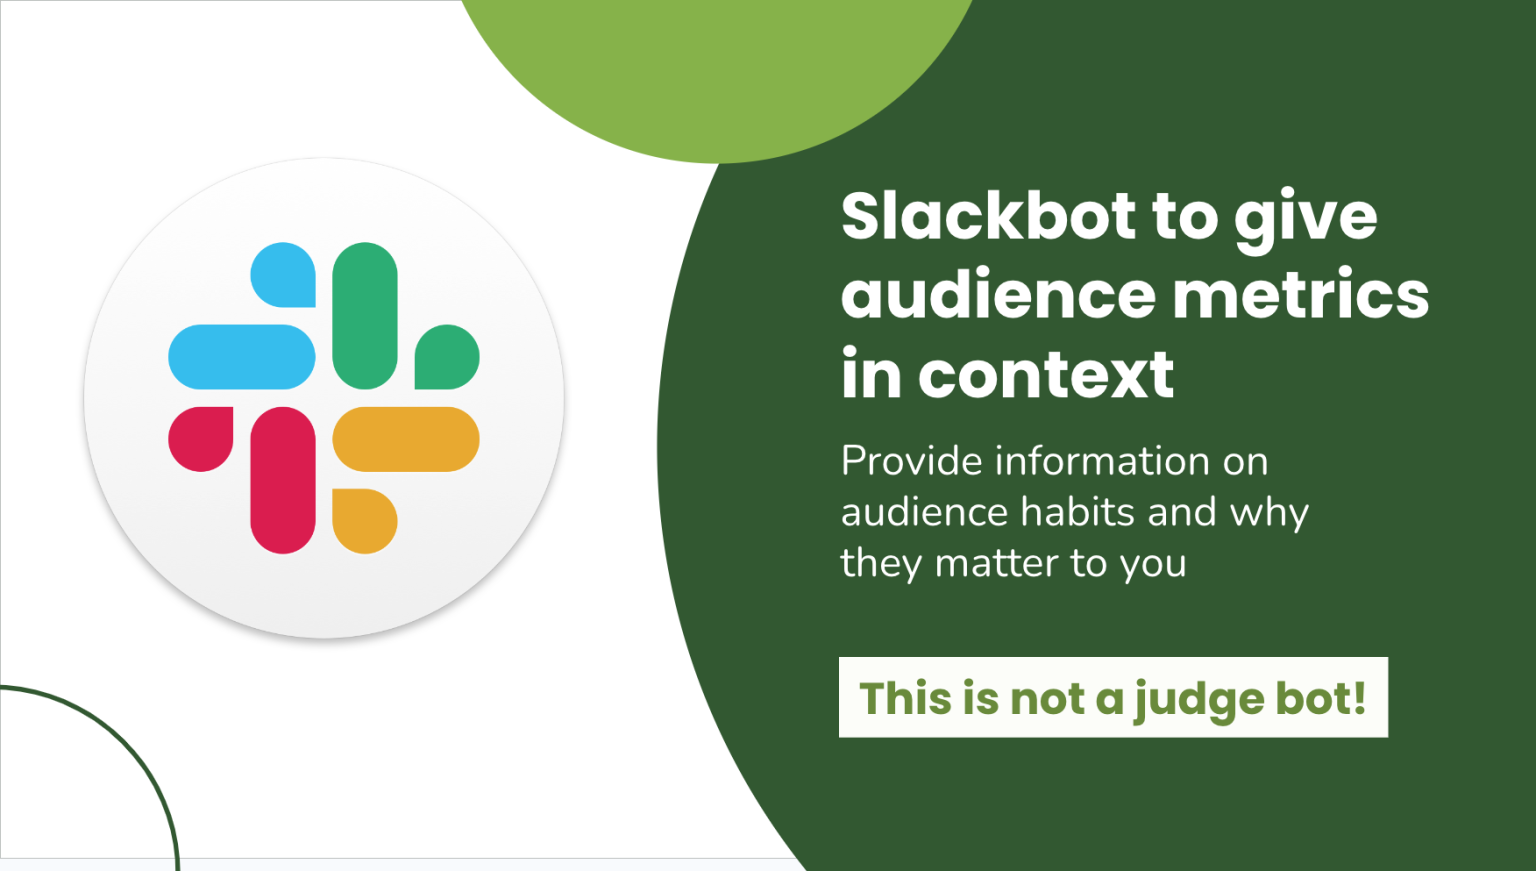 Slackbot to give
audience metrics
in context
Provide information on
audience habits and why
they matter to you
This is not a judge bot!